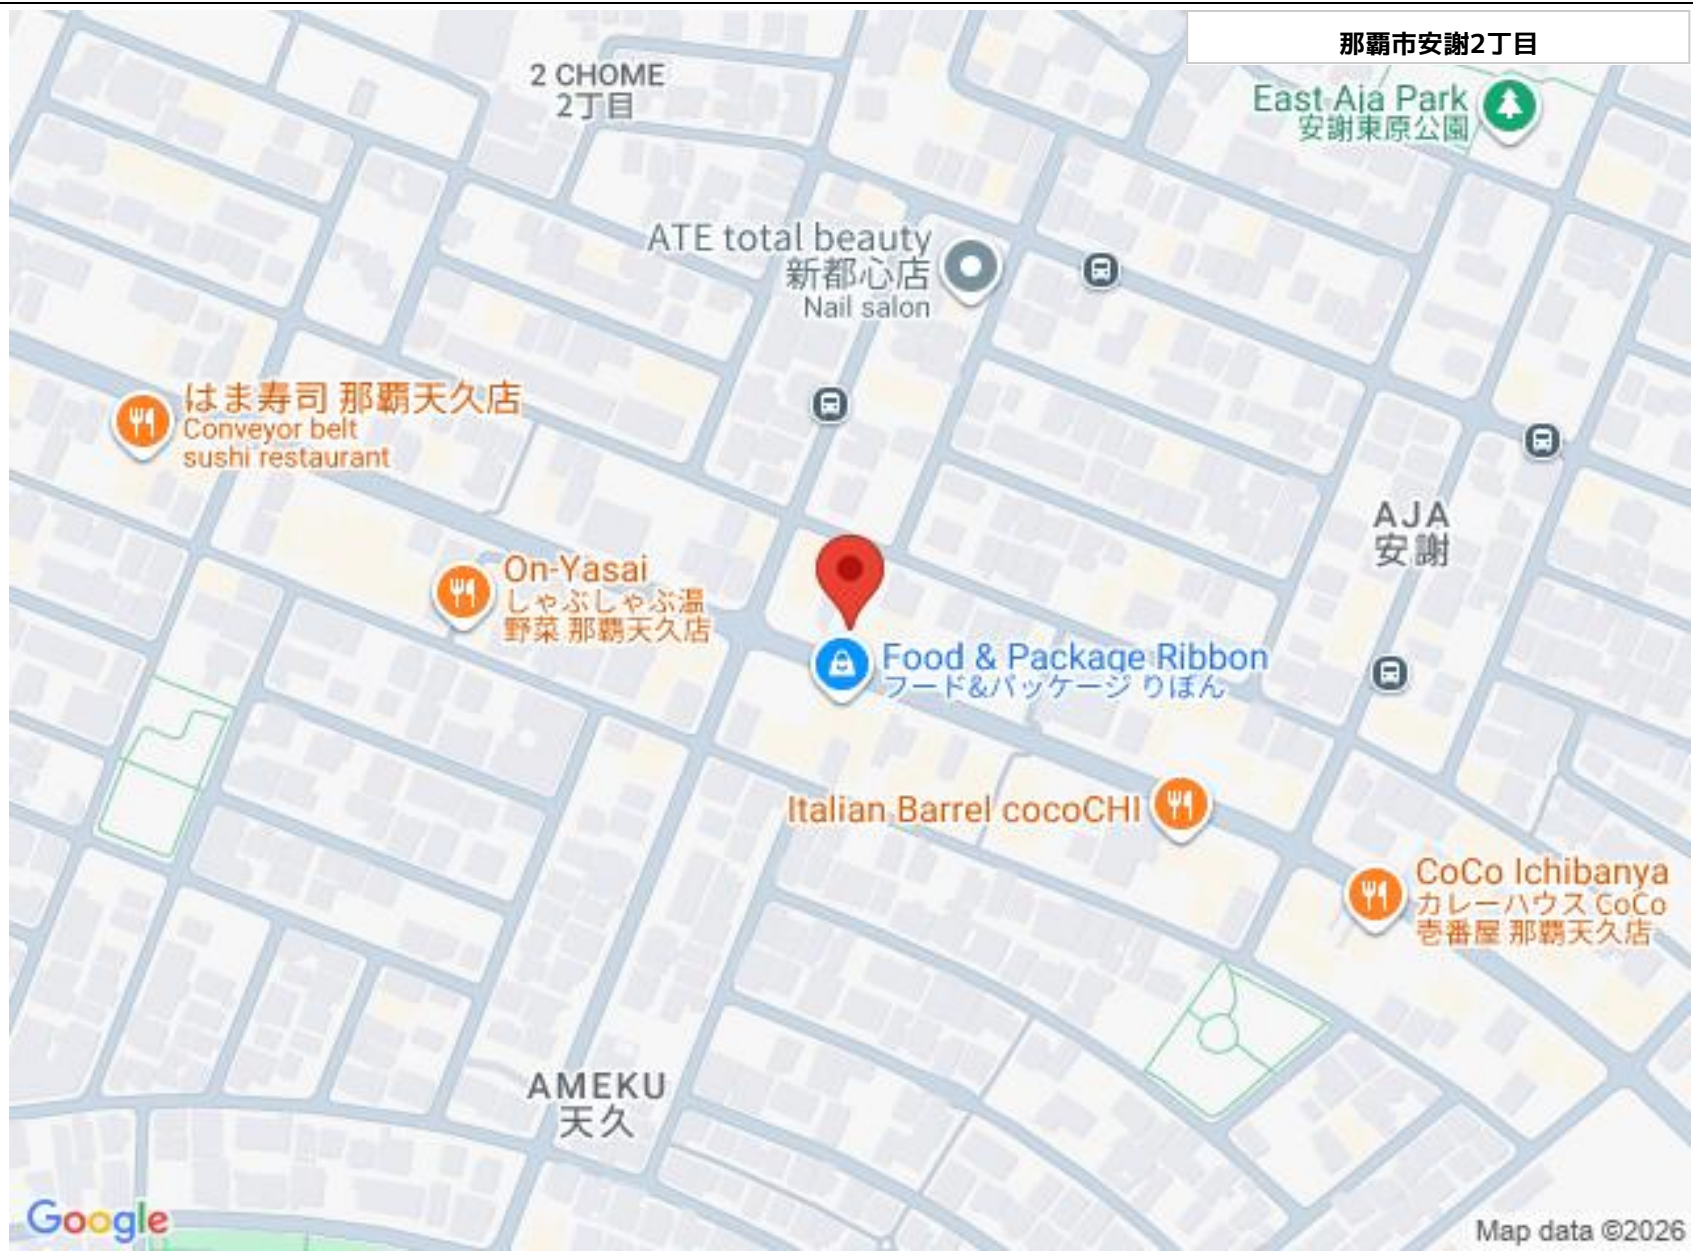 那覇市安謝2丁目
2 CHOME
2丁目
East Aja Park
安謝東原公園
ATE total beauty
新都心店
Nail salon
はま寿司 那覇天久店
Conveyor belt
sushi restaurant
AJA
安謝
On-Yasai
しゃぶしゃぶ温
野菜 那覇天久店
Food & Package Ribbon
フード&パッケージ りぼん
Italian Barrel cocoCHI
CoCo Ichibanya
カレーハウス CoCo
壱番屋 那覇天久店
AMEKU
天久
Google
Map data ©2026